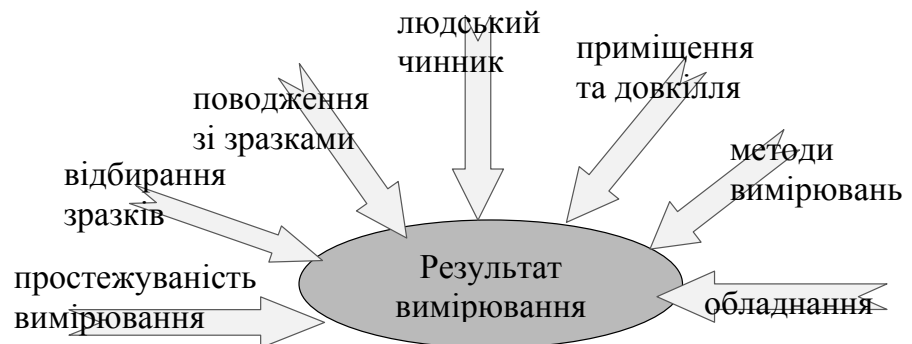 людський
чинник
приміщення
та довкілля
поводження
зі зразками
методи
вимірювань
відбирання
зразків
Результат
вимірювання
простежуваність
вимірювання
обладнання